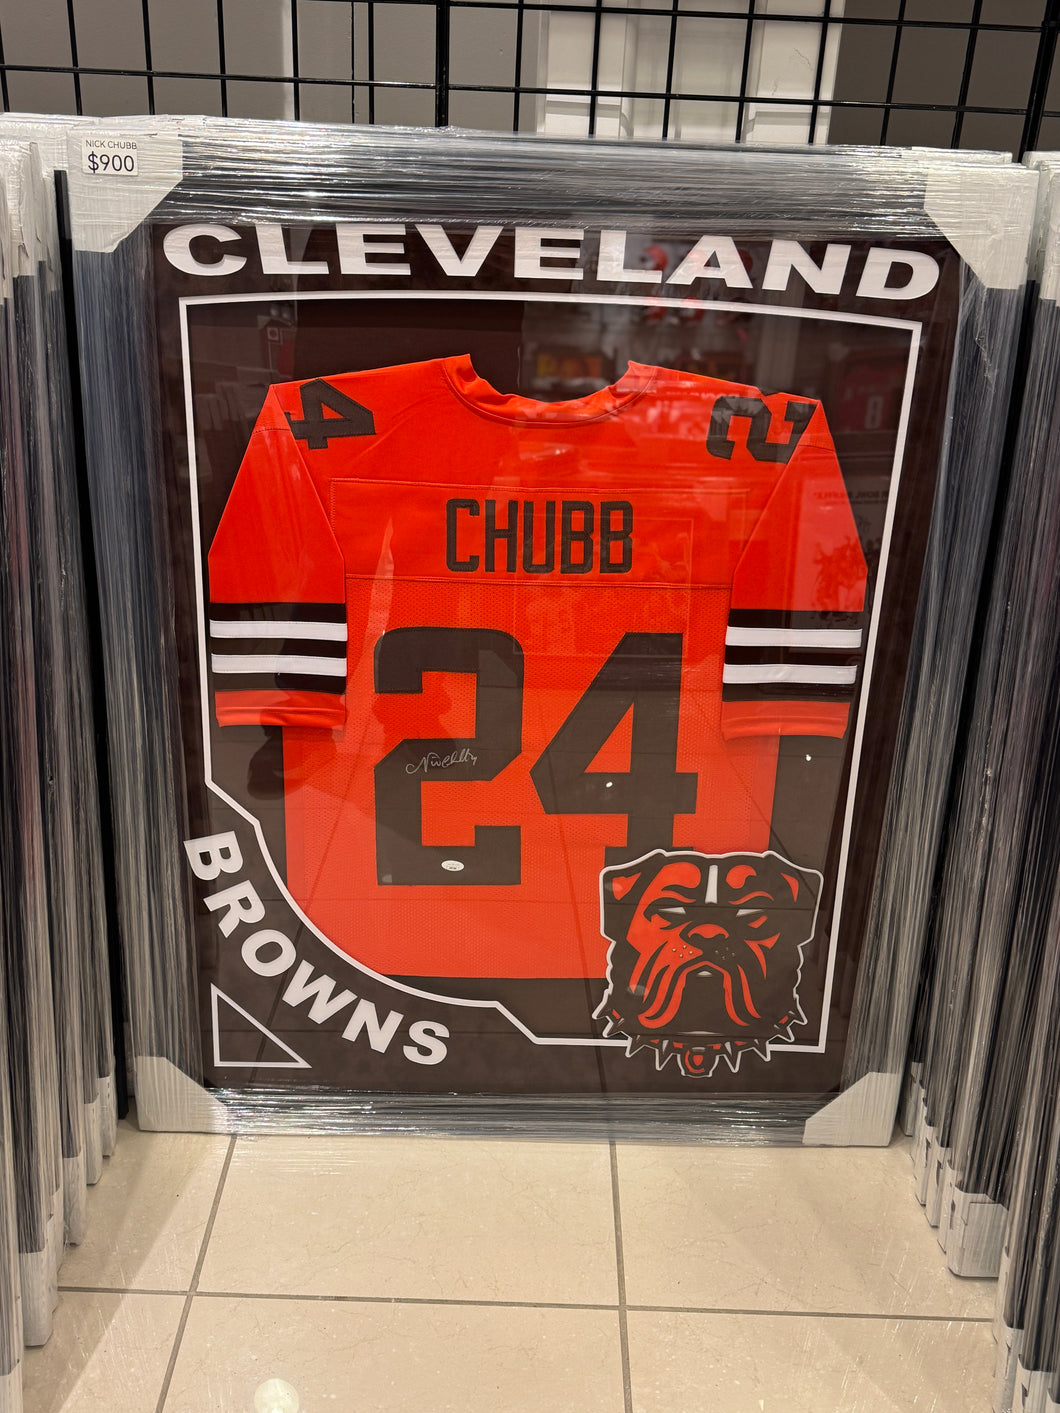 NICK CHUBB
$900
CLEVELAND
4
2
CHUBB
24
BROWNS